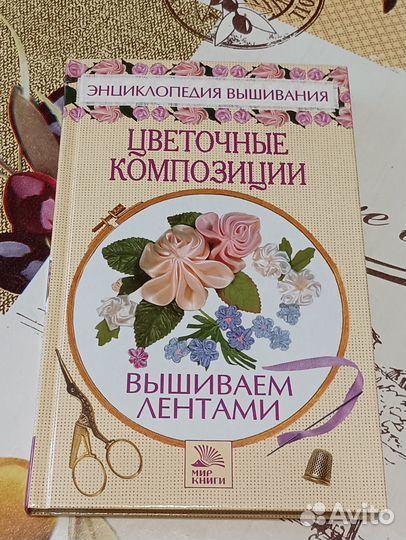 ЭНЦИКЛОПЕДИЯ ВЫШИВАНИЯ
ЦВЕТОЧНЫЕ
КОМПОЗИЦИИ
ВЫШИВАЕМ
ЛЕНТАМИ
МИР
КНИГИ
Avito